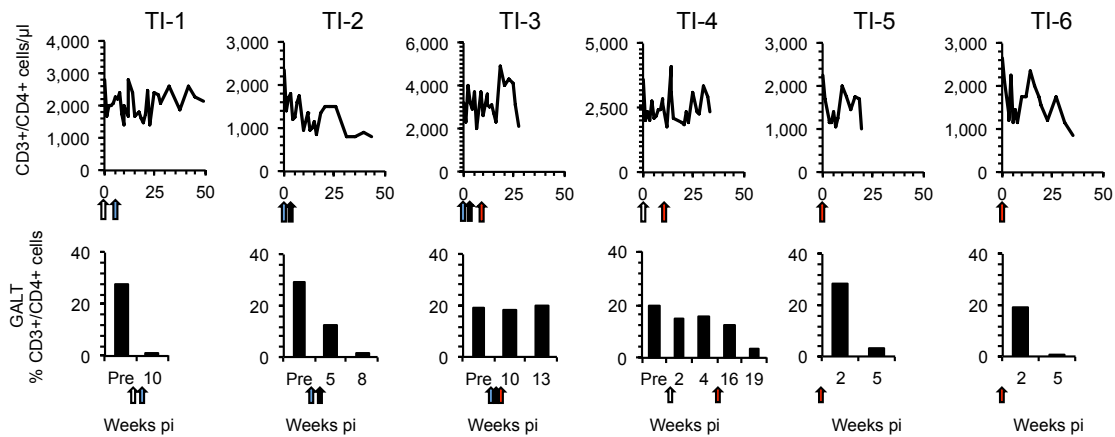 TI-1 TI-2 TI-3 TI-4 TI-5 TI-6
CD3+/CD4+ cells/µl
4,000 3,000 6,000 5,000 3,000 3,000
3,000 2,000 4,000 2,500 2,000 2,000
2,000 1,000 2,000 0 1,000 1,000
1,000 0 0 0 0
0
0 25 50 0 25 50 0 25 50 0 25 50 0 25 50 0 25 50
GALT
% CD3+/CD4+ cells
40 40 40 40 40 40
20 20 20 20 20 20
0 0 0 0 0 0
Pre 10 Pre 5 8 Pre 10 13 Pre 2 4 16 19 2 5 2 5
Weeks pi Weeks pi Weeks pi Weeks pi Weeks pi Weeks pi